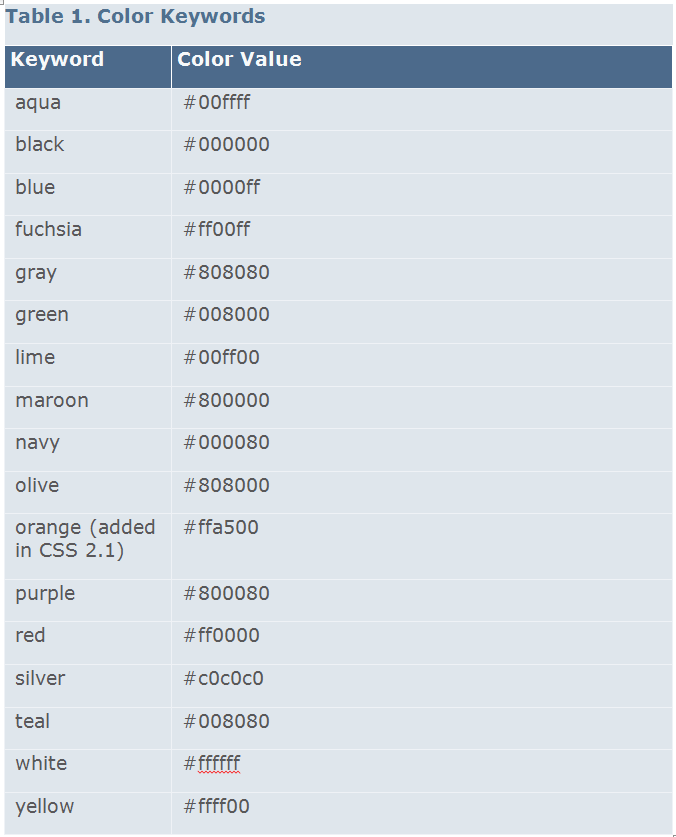 Table 1. Color Keywords
Keyword Color Value
aqua #00ffff
black #000000
blue #0000ff
fuchsia #ff00ff
gray #808080
green #008000
lime #00ff00
maroon #800000
navy #000080
olive #808000
orange (added #ffa500
in CSS 2.1)
purple #800080
red #ff0000
silver #c0c0c0
teal #008080
white #ffffff
yellow #ffff00